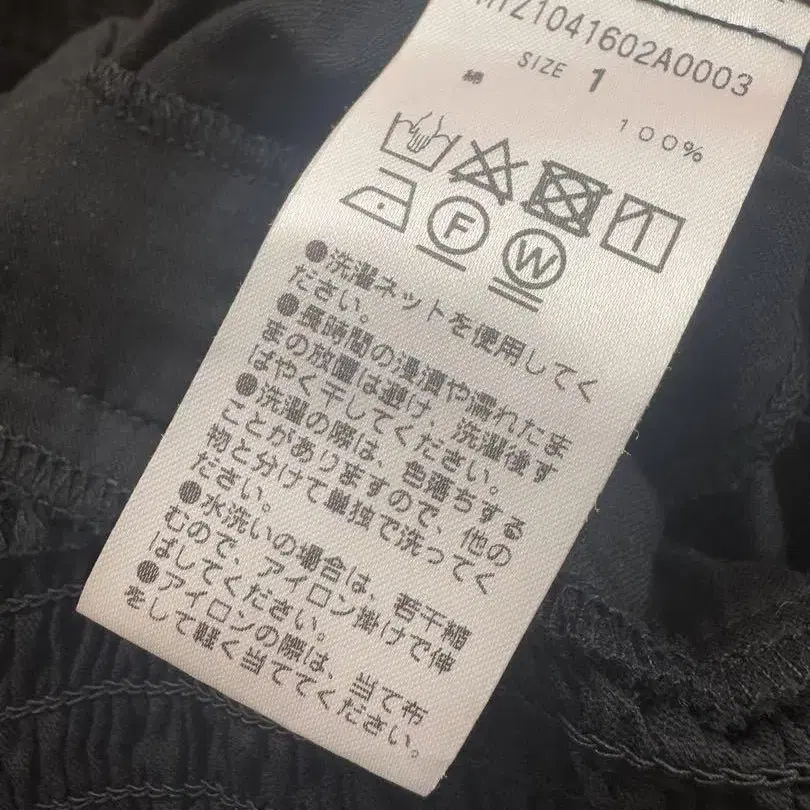 Z1041602A0003
SIZE 1
綿 100%
F
W
●洗濯ネットを使用してく
ださい。
●長時間の浸漬や濡れたま
まの放置は避け、洗濯後す
ばやく干してください。
●洗濯の際は、色落ちする
ことがありますので、他の
物と分けて単独で洗ってく
ださい。
●水洗いの場合は、若干縮
むので、アイロン掛けで伸
ばしてください。
●アイロンの際は、当て布
をして軽く当ててください。